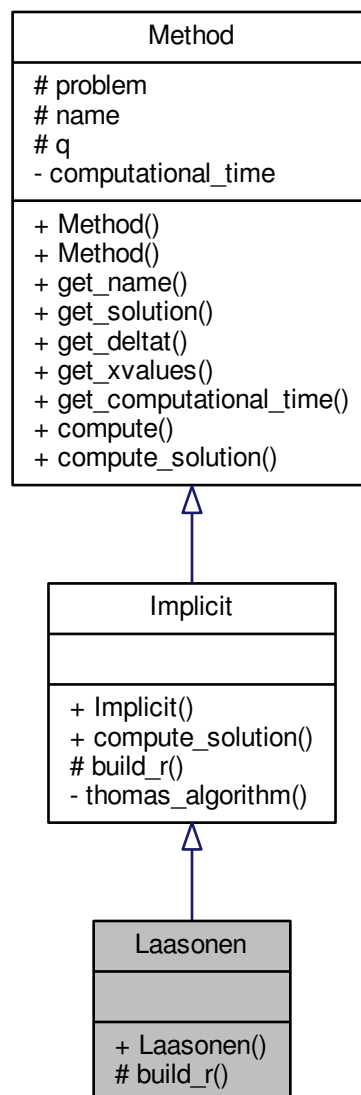 Method
# problem
# name
# q
- computational_time
+ Method()
+ Method()
+ get_name()
+ get_solution()
+ get_deltat()
+ get_xvalues()
+ get_computational_time()
+ compute()
+ compute_solution()
Implicit
+ Implicit()
+ compute_solution()
# build_r()
- thomas_algorithm()
Laasonen
+ Laasonen()
# build_r()